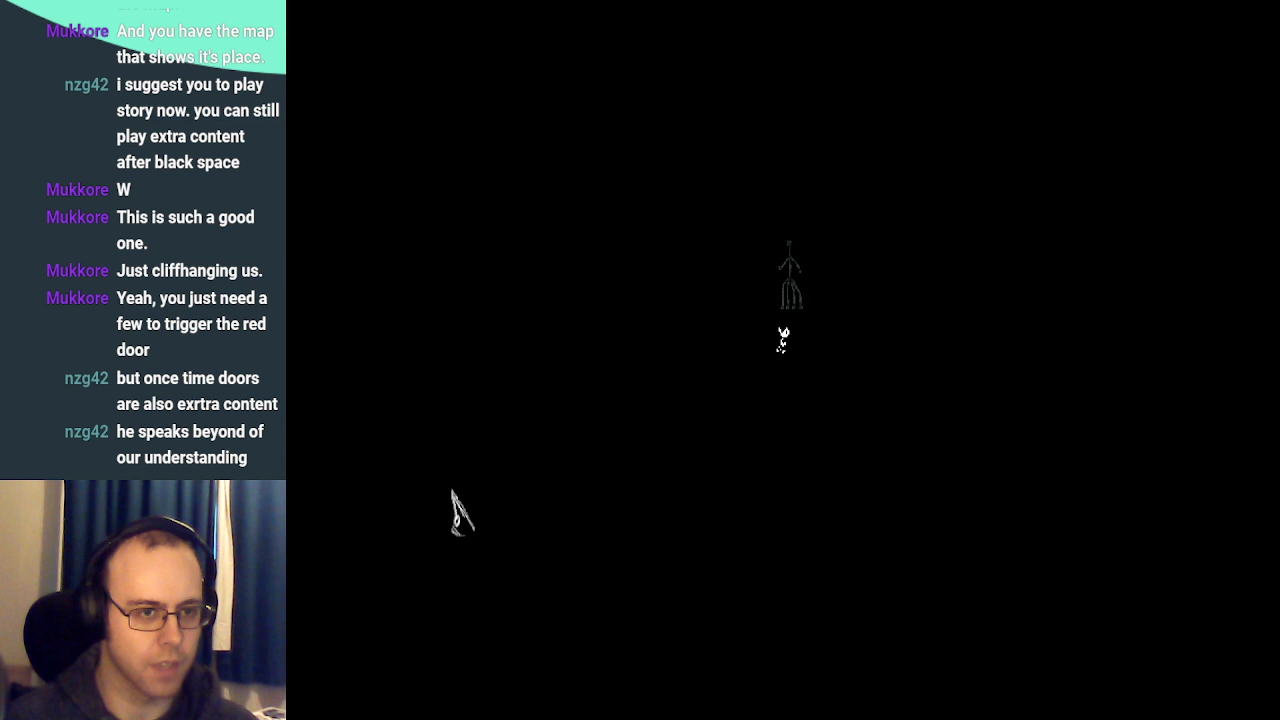 Mukkore And you have the map
that shows it's place.
nzg42 i suggest you to play
story now. you can still
play extra content
after black space
Mukkore W
Mukkore This is such a good
one.
Mukkore Just cliffhanging us.
Mukkore Yeah, you just need a
few to trigger the red
door
nzg42 but once time doors
are also exrtra content
nzg42 he speaks beyond of
our understanding